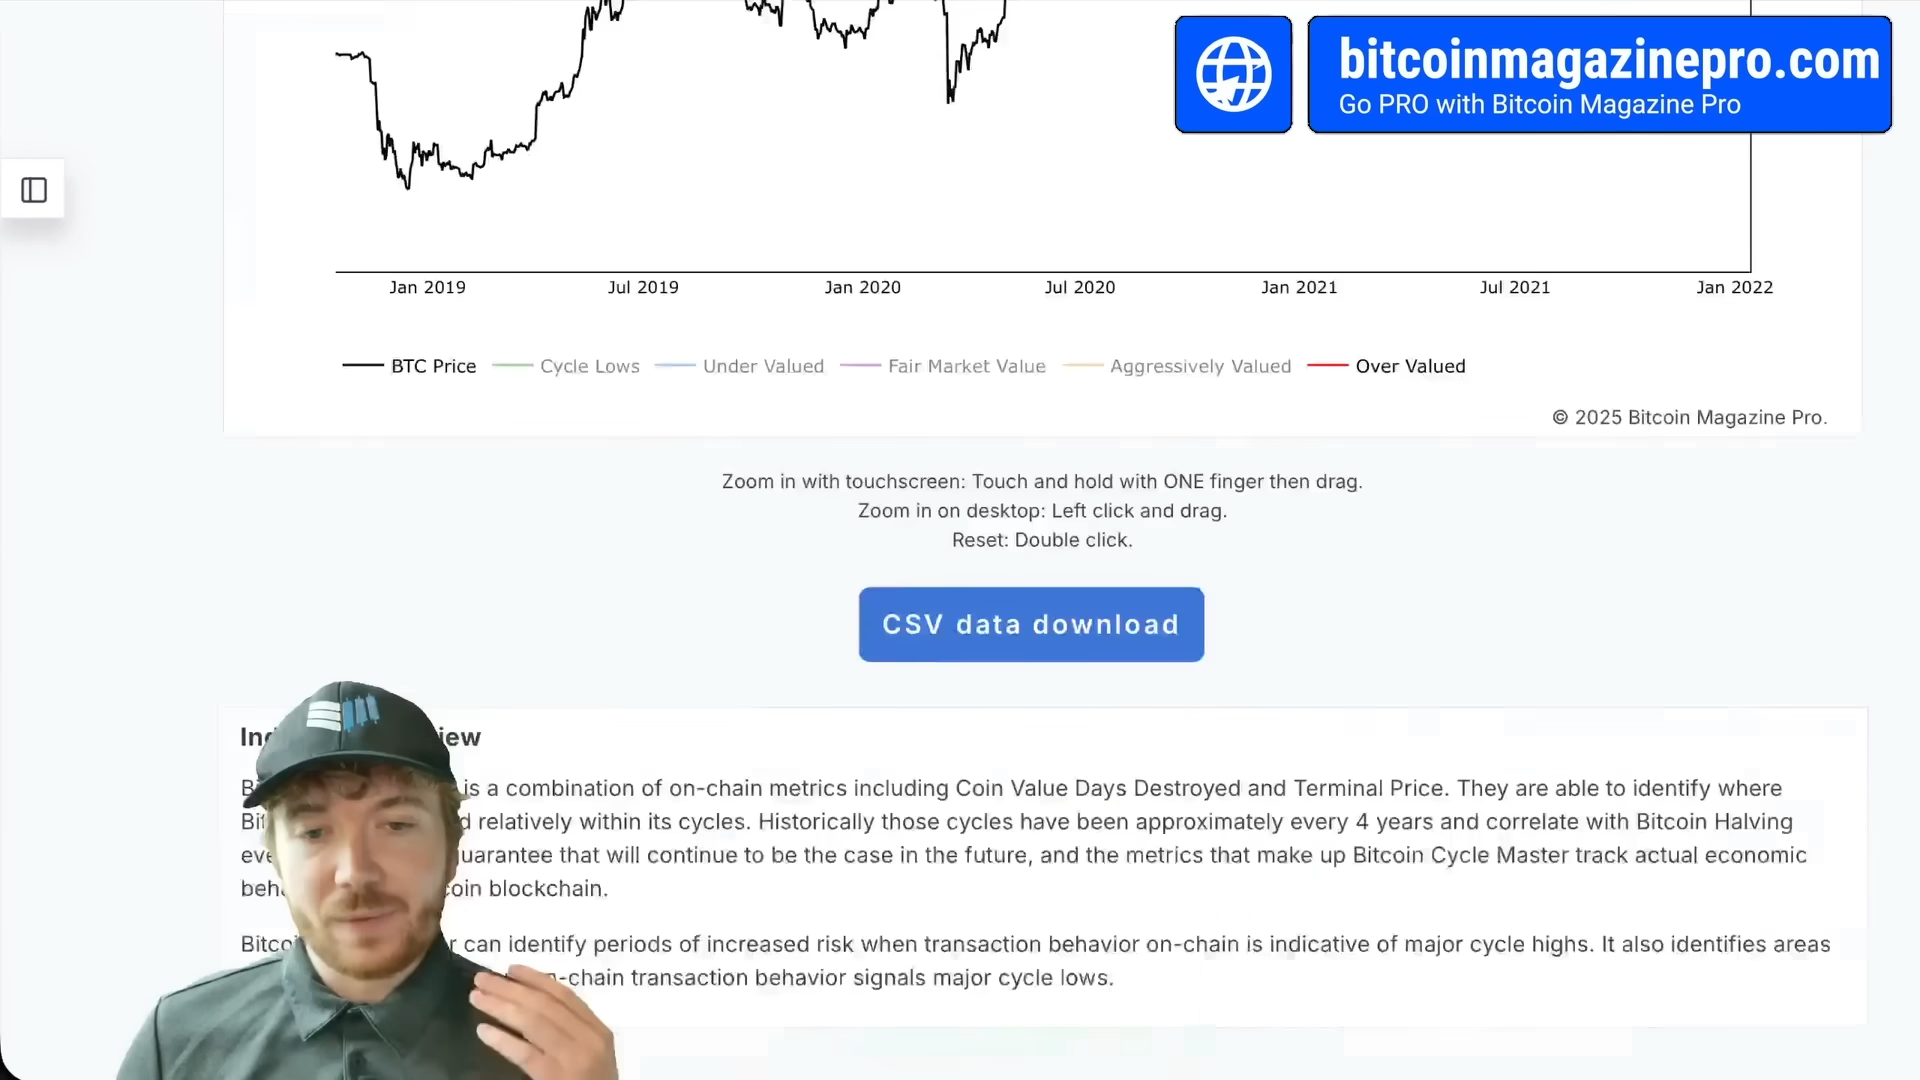 bitcoinmagazinepro.com
Go PRO with Bitcoin Magazine Pro
Jan 2019 Jul 2019 Jan 2020 Jul 2020 Jan 2021 Jul 2021 Jan 2022
BTC Price Cycle Lows Under Valued Fair Market Value Aggressively Valued Over Valued
© 2025 Bitcoin Magazine Pro.
Zoom in with touchscreen: Touch and hold with ONE finger then drag.
Zoom in on desktop: Left click and drag.
Reset: Double click.
CSV data download
is a combination of on-chain metrics including Coin Value Days Destroyed and Terminal Price. They are able to identify where
relatively within its cycles. Historically those cycles have been approximately every 4 years and correlate with Bitcoin Halving
that will continue to be the case in the future, and the metrics that make up Bitcoin Cycle Master track actual economic
blockchain.
can identify periods of increased risk when transaction behavior on-chain is indicative of major cycle highs. It also identifies areas
-chain transaction behavior signals major cycle lows.